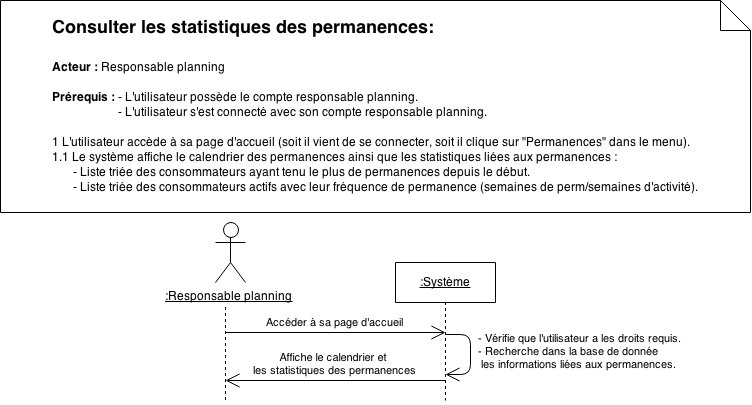 Consulter les statistiques des permanences:
Acteur : Responsable planning
Prérequis : - L'utilisateur possède le compte responsable planning.
- L'utilisateur s'est connecté avec son compte responsable planning.
1 L'utilisateur accède à sa page d'accueil (soit il vient de se connecter, soit il clique sur "Permanences" dans le menu).
1.1 Le système affiche le calendrier des permanences ainsi que les statistiques liées aux permanences :
- Liste triée des consommateurs ayant tenu le plus de permanences depuis le début.
- Liste triée des consommateurs actifs avec leur fréquence de permanence (semaines de perm/semaines d'activité).
:Responsable planning
:Système
Accéder à sa page d'accueil
- Vérifie que l'utilisateur a les droits requis.
- Recherche dans la base de donnée
les informations liées aux permanences.
Affiche le calendrier et
les statistiques des permanences